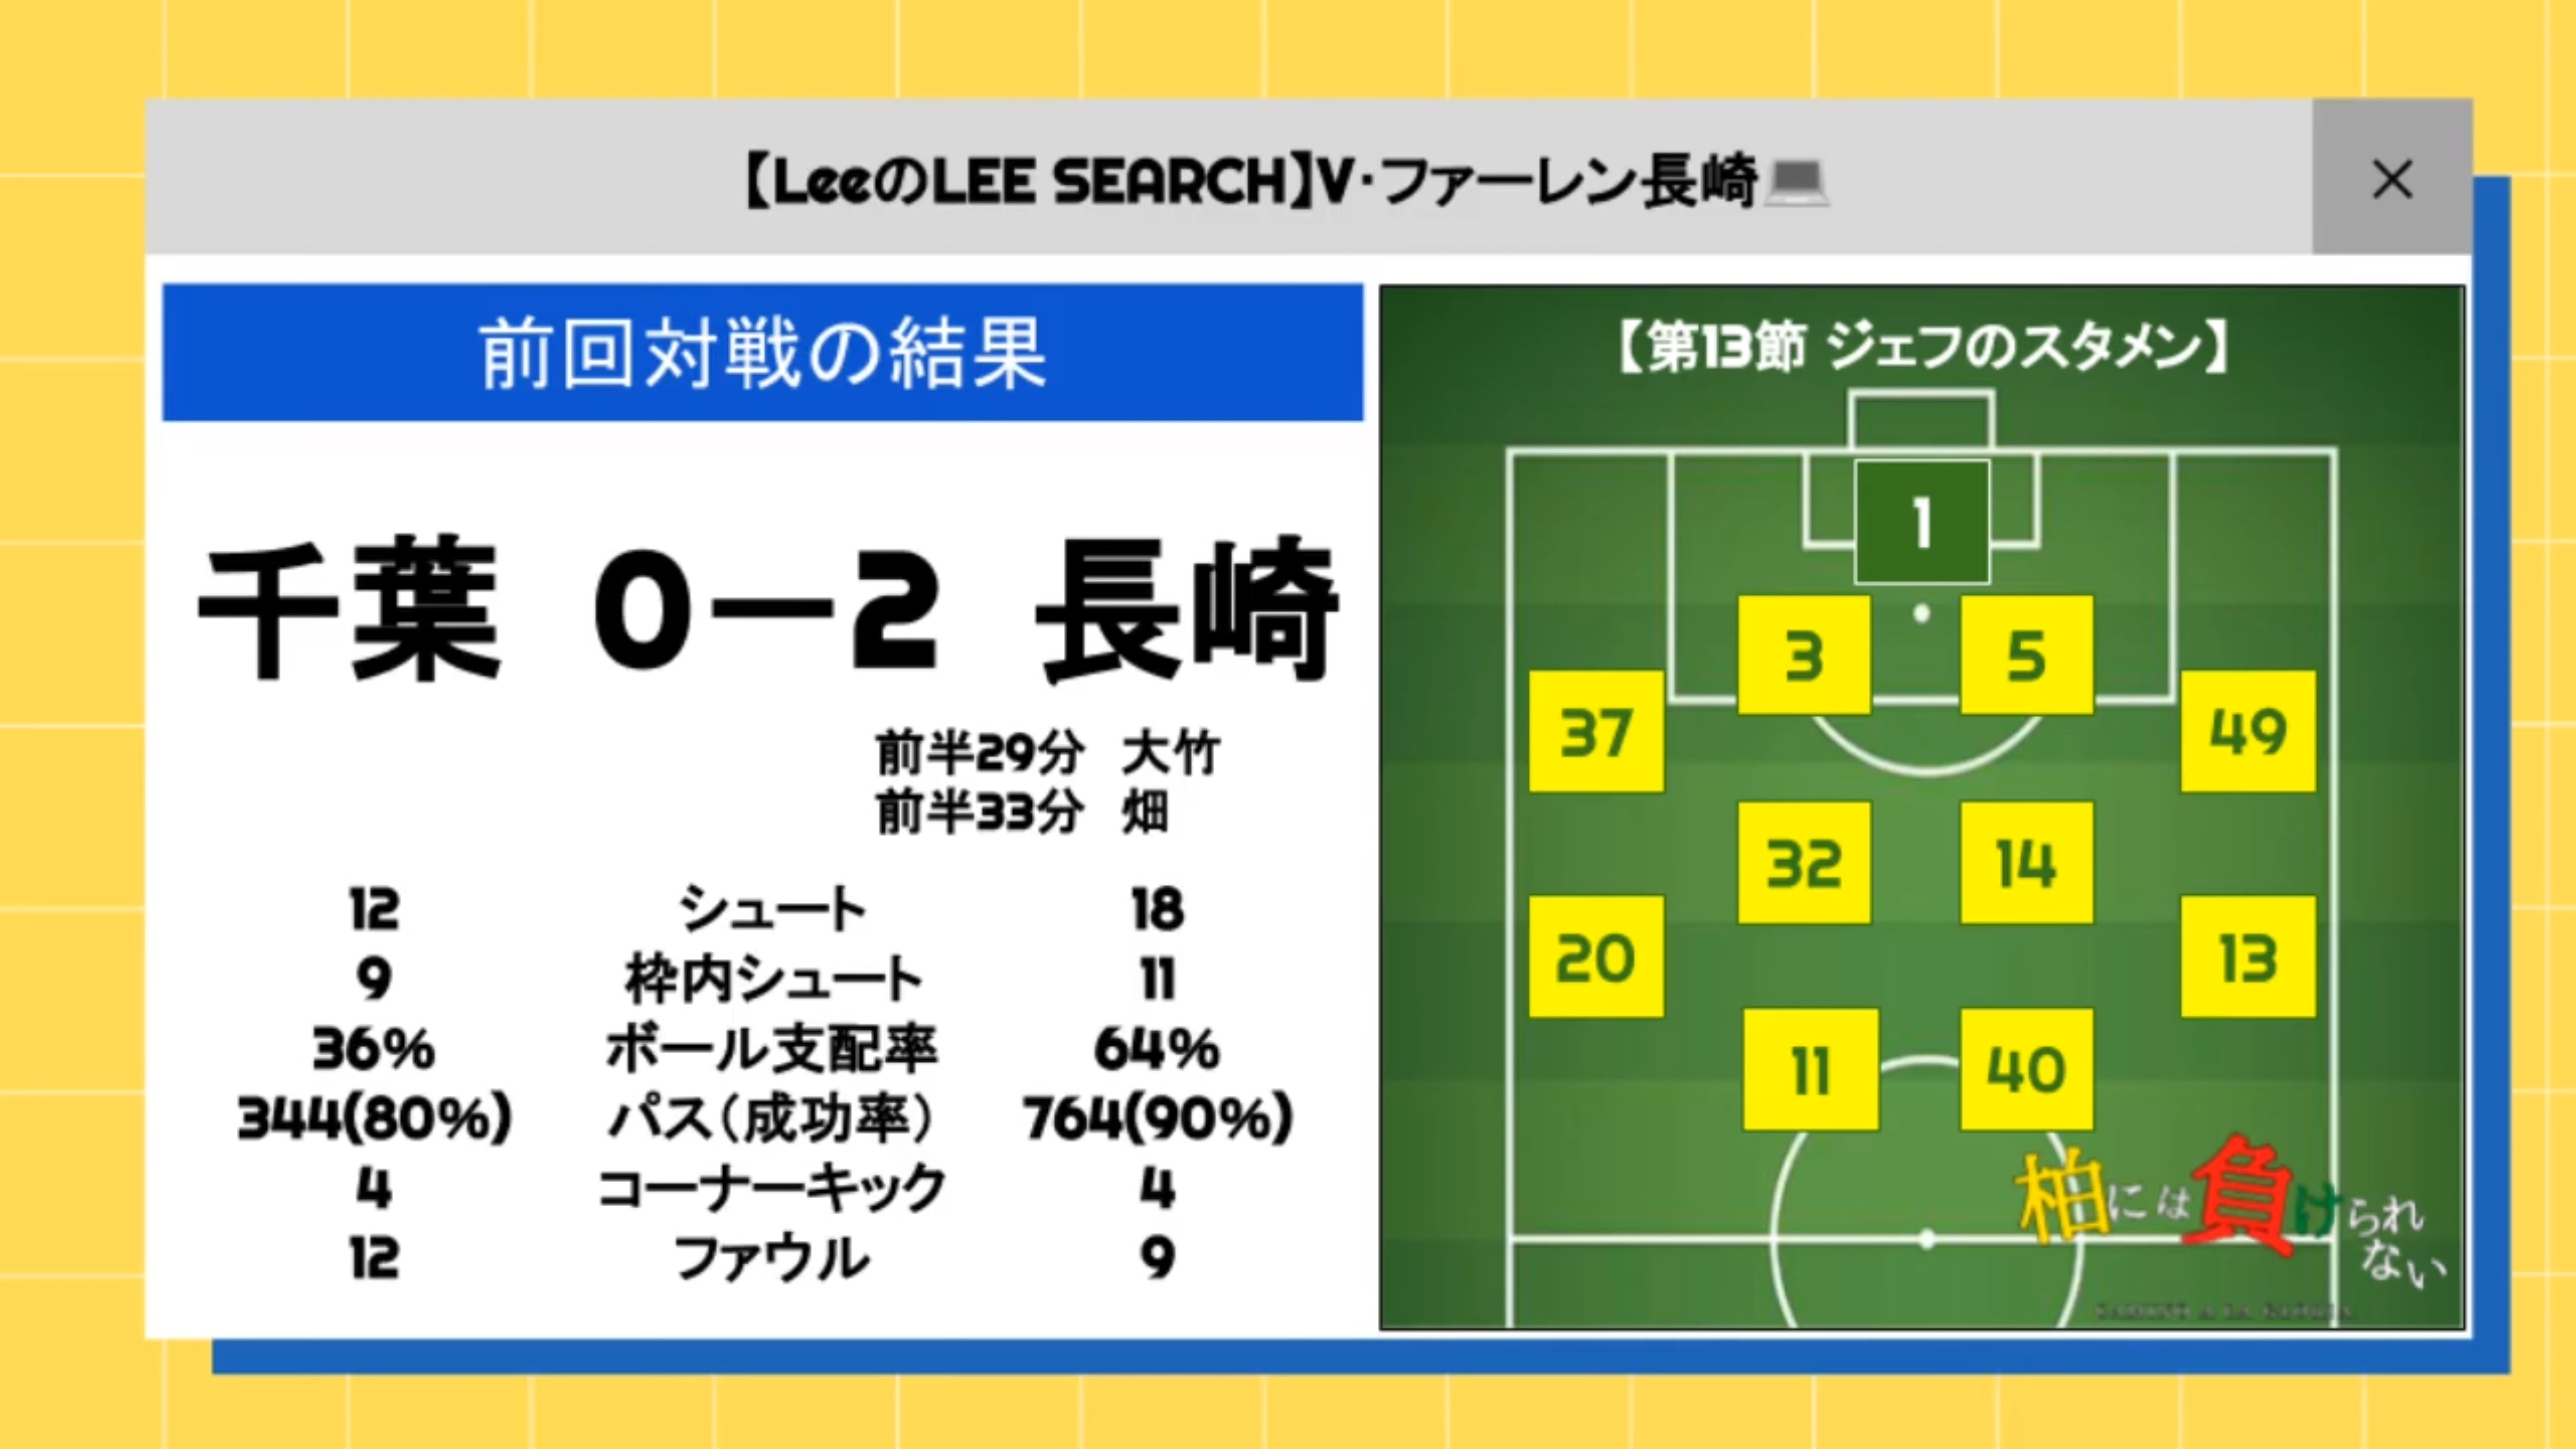 【LeeのLEE SEARCH】V・ファーレン長崎💻
×
前回対戦の結果
千葉 0－2 長崎
前半29分 大竹
前半33分 畑
12 シュート 18
9 枠内シュート 11
36% ボール支配率 64%
344(80%) パス(成功率) 764(90%)
4 コーナーキック 4
12 ファウル 9
【第13節 ジェフのスタメン】
1
3 5
37 49
32 14
20 13
11 40
柏には負けられ
ない